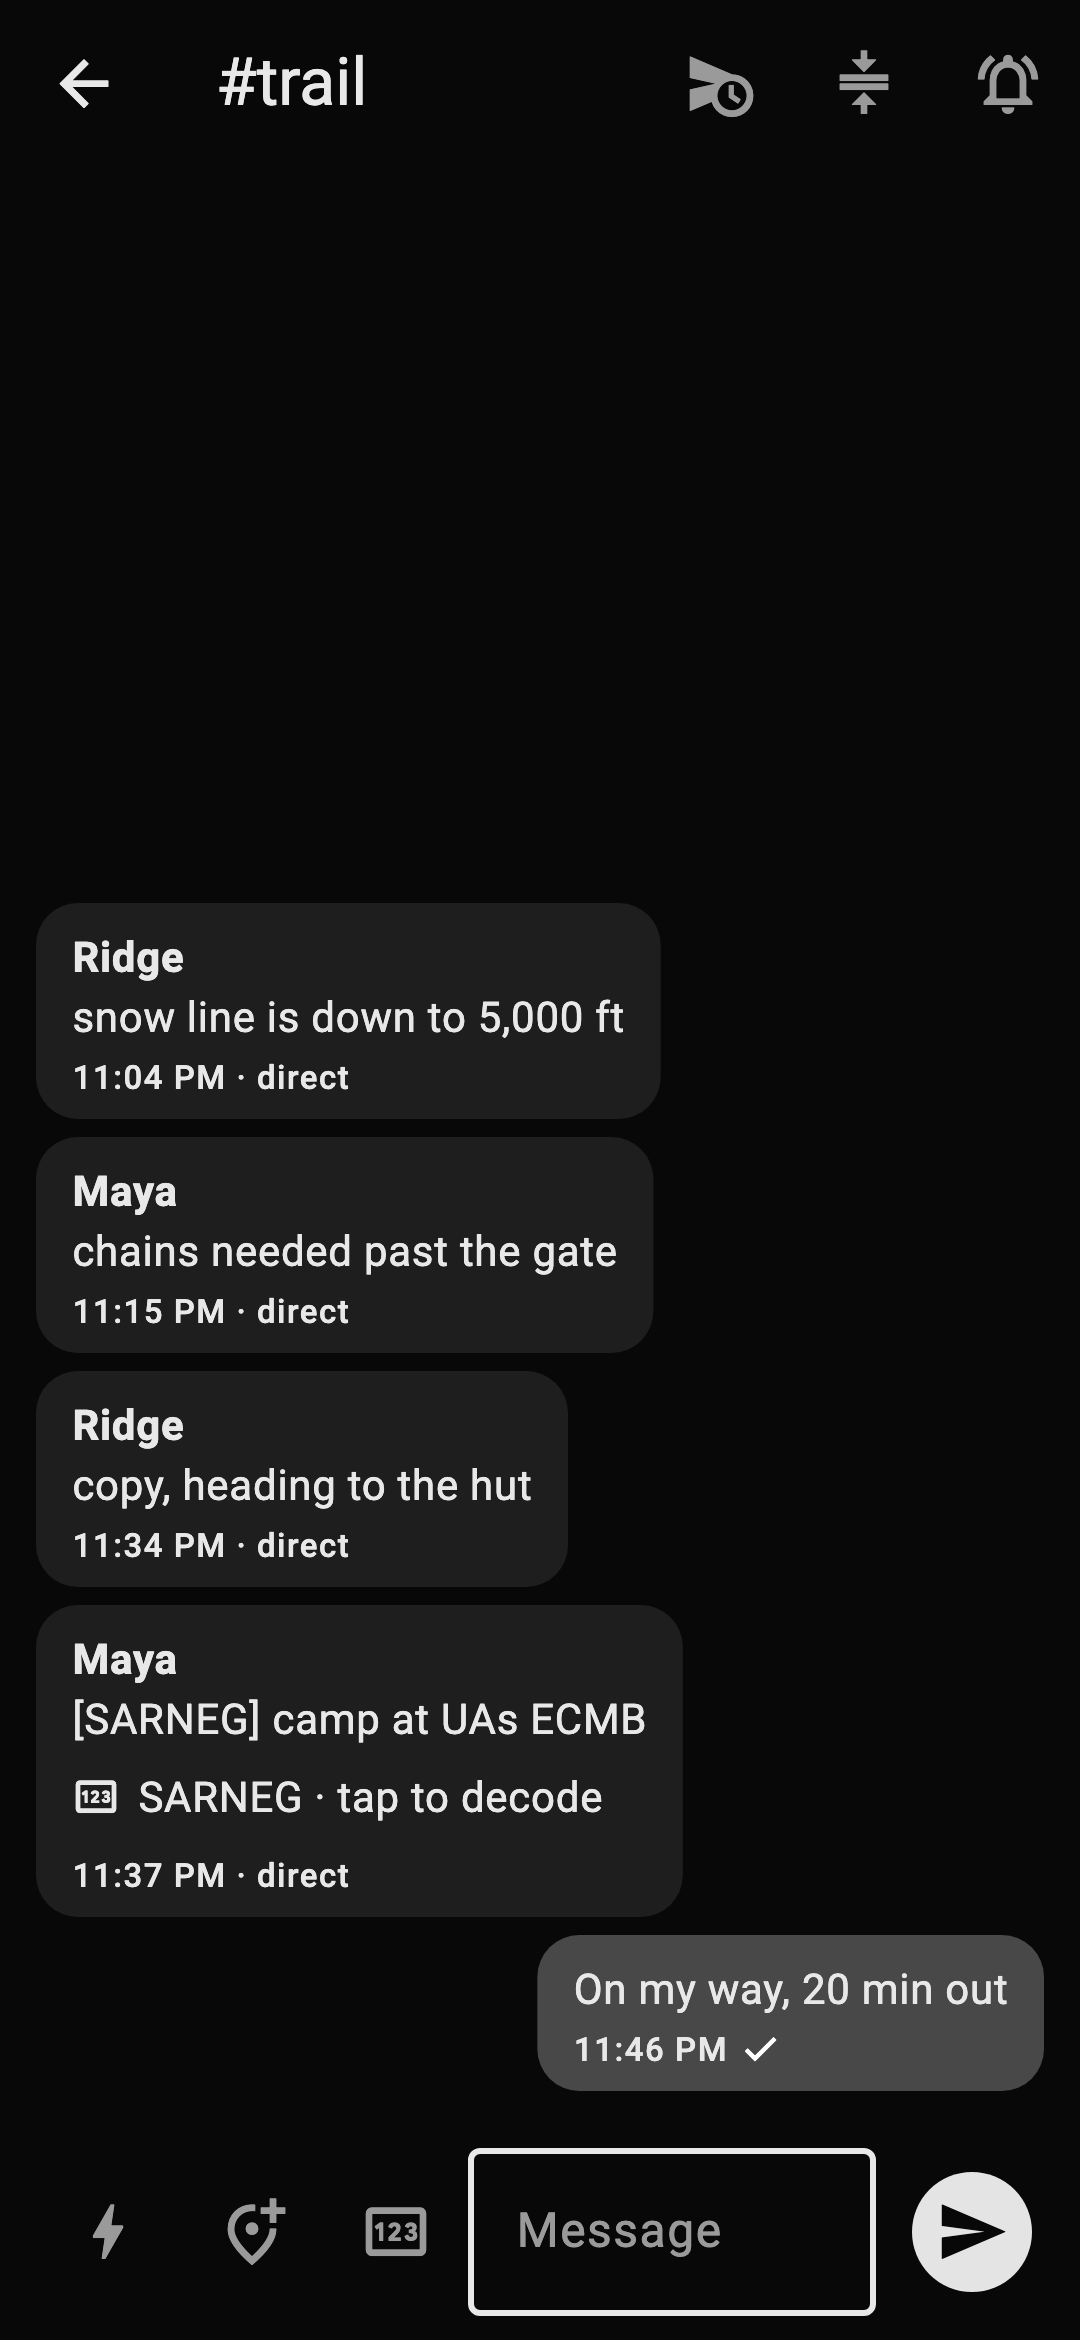 #trail
Ridge
snow line is down to 5,000 ft
11:04 PM · direct
Maya
chains needed past the gate
11:15 PM · direct
Ridge
copy, heading to the hut
11:34 PM · direct
Maya
[SARNEG] camp at UAs ECMB
123 SARNEG · tap to decode
11:37 PM · direct
On my way, 20 min out
11:46 PM ✓
123 Message